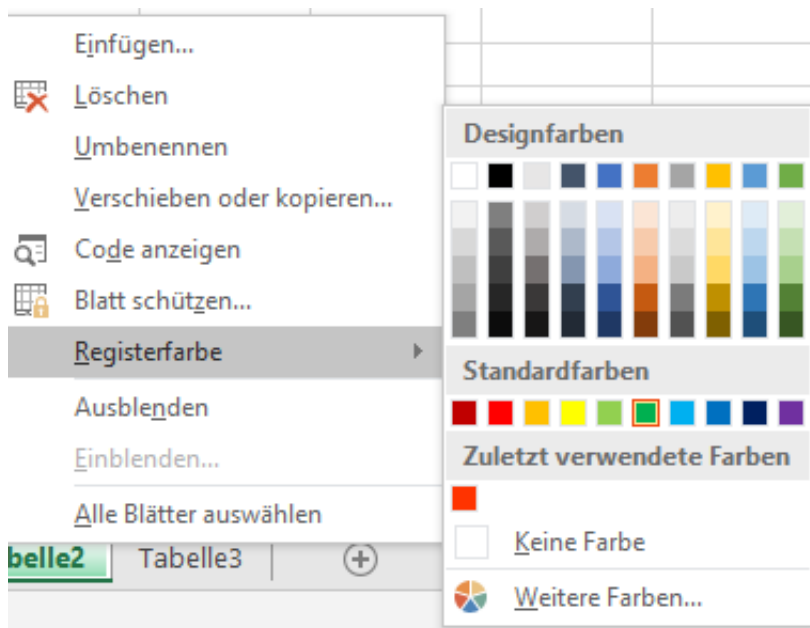 Einfügen...
Löschen
Umbenennen
Verschieben oder kopieren...
Code anzeigen
Blatt schützen...
Registerfarbe
Ausblenden
Einblenden...
Alle Blätter auswählen
Designfarben
Standardfarben
Zuletzt verwendete Farben
Keine Farbe
Weitere Farben...
belle2 Tabelle3